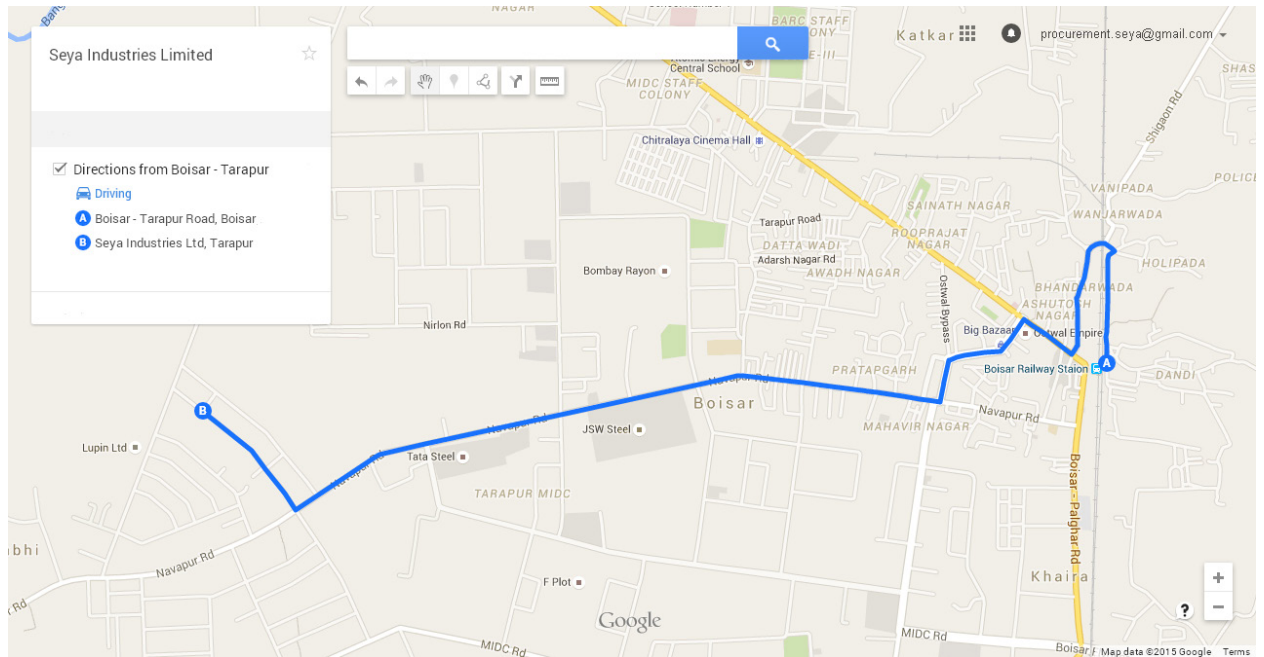 NAGAR
BARC STAFF
COLONY
E-III
Katkar
procurement.seya@gmail.com
Seya Industries Limited
Central School
MIDC STAFF
COLONY
Shigaon Rd
Chitralaya Cinema Hall
Directions from Boisar - Tarapur
Driving
A Boisar - Tarapur Road, Boisar
B Seya Industries Ltd, Tarapur
VANIPADA
SAINATH NAGAR
WANJARWADA
Tarapur Road
ROOPRAJAT
NAGAR
DATTA WADI
Adarsh Nagar Rd
AWADH NAGAR
HOLIPADA
Bombay Rayon
Ostwal Bypass
BHANDARWADA
ASHUTOSH
NAGAR
Nirlon Rd
Big Bazaar
Ostwal Empire
Boisar Railway Staion
A
PRATAPGARH
DANDI
Navapur Rd
Boisar
B
Navapur Rd
Navapur Rd
MAHAVIR NAGAR
JSW Steel
Lupin Ltd
Tata Steel
Navapur Rd
TARAPUR MIDC
Boisar - Palghar Rd
Navapur Rd
F Plot
Khaira
Google
MIDC Rd
MIDC Rd
+
-
?
Map data ©2015 Google Terms